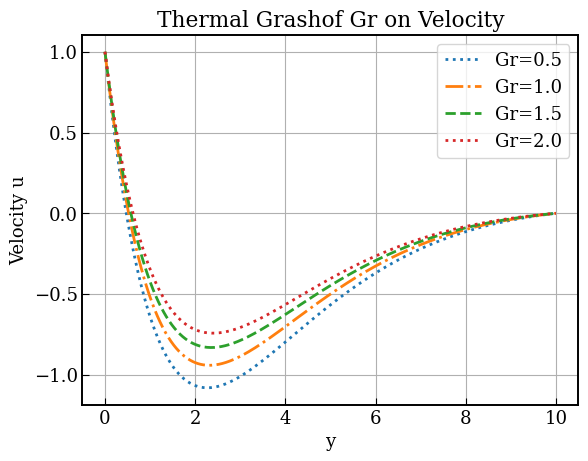 Thermal Grashof Gr on Velocity
Velocity u
1.0
0.5
0.0
−0.5
−1.0
Gr=0.5
Gr=1.0
Gr=1.5
Gr=2.0
0 2 4 6 8 10
y